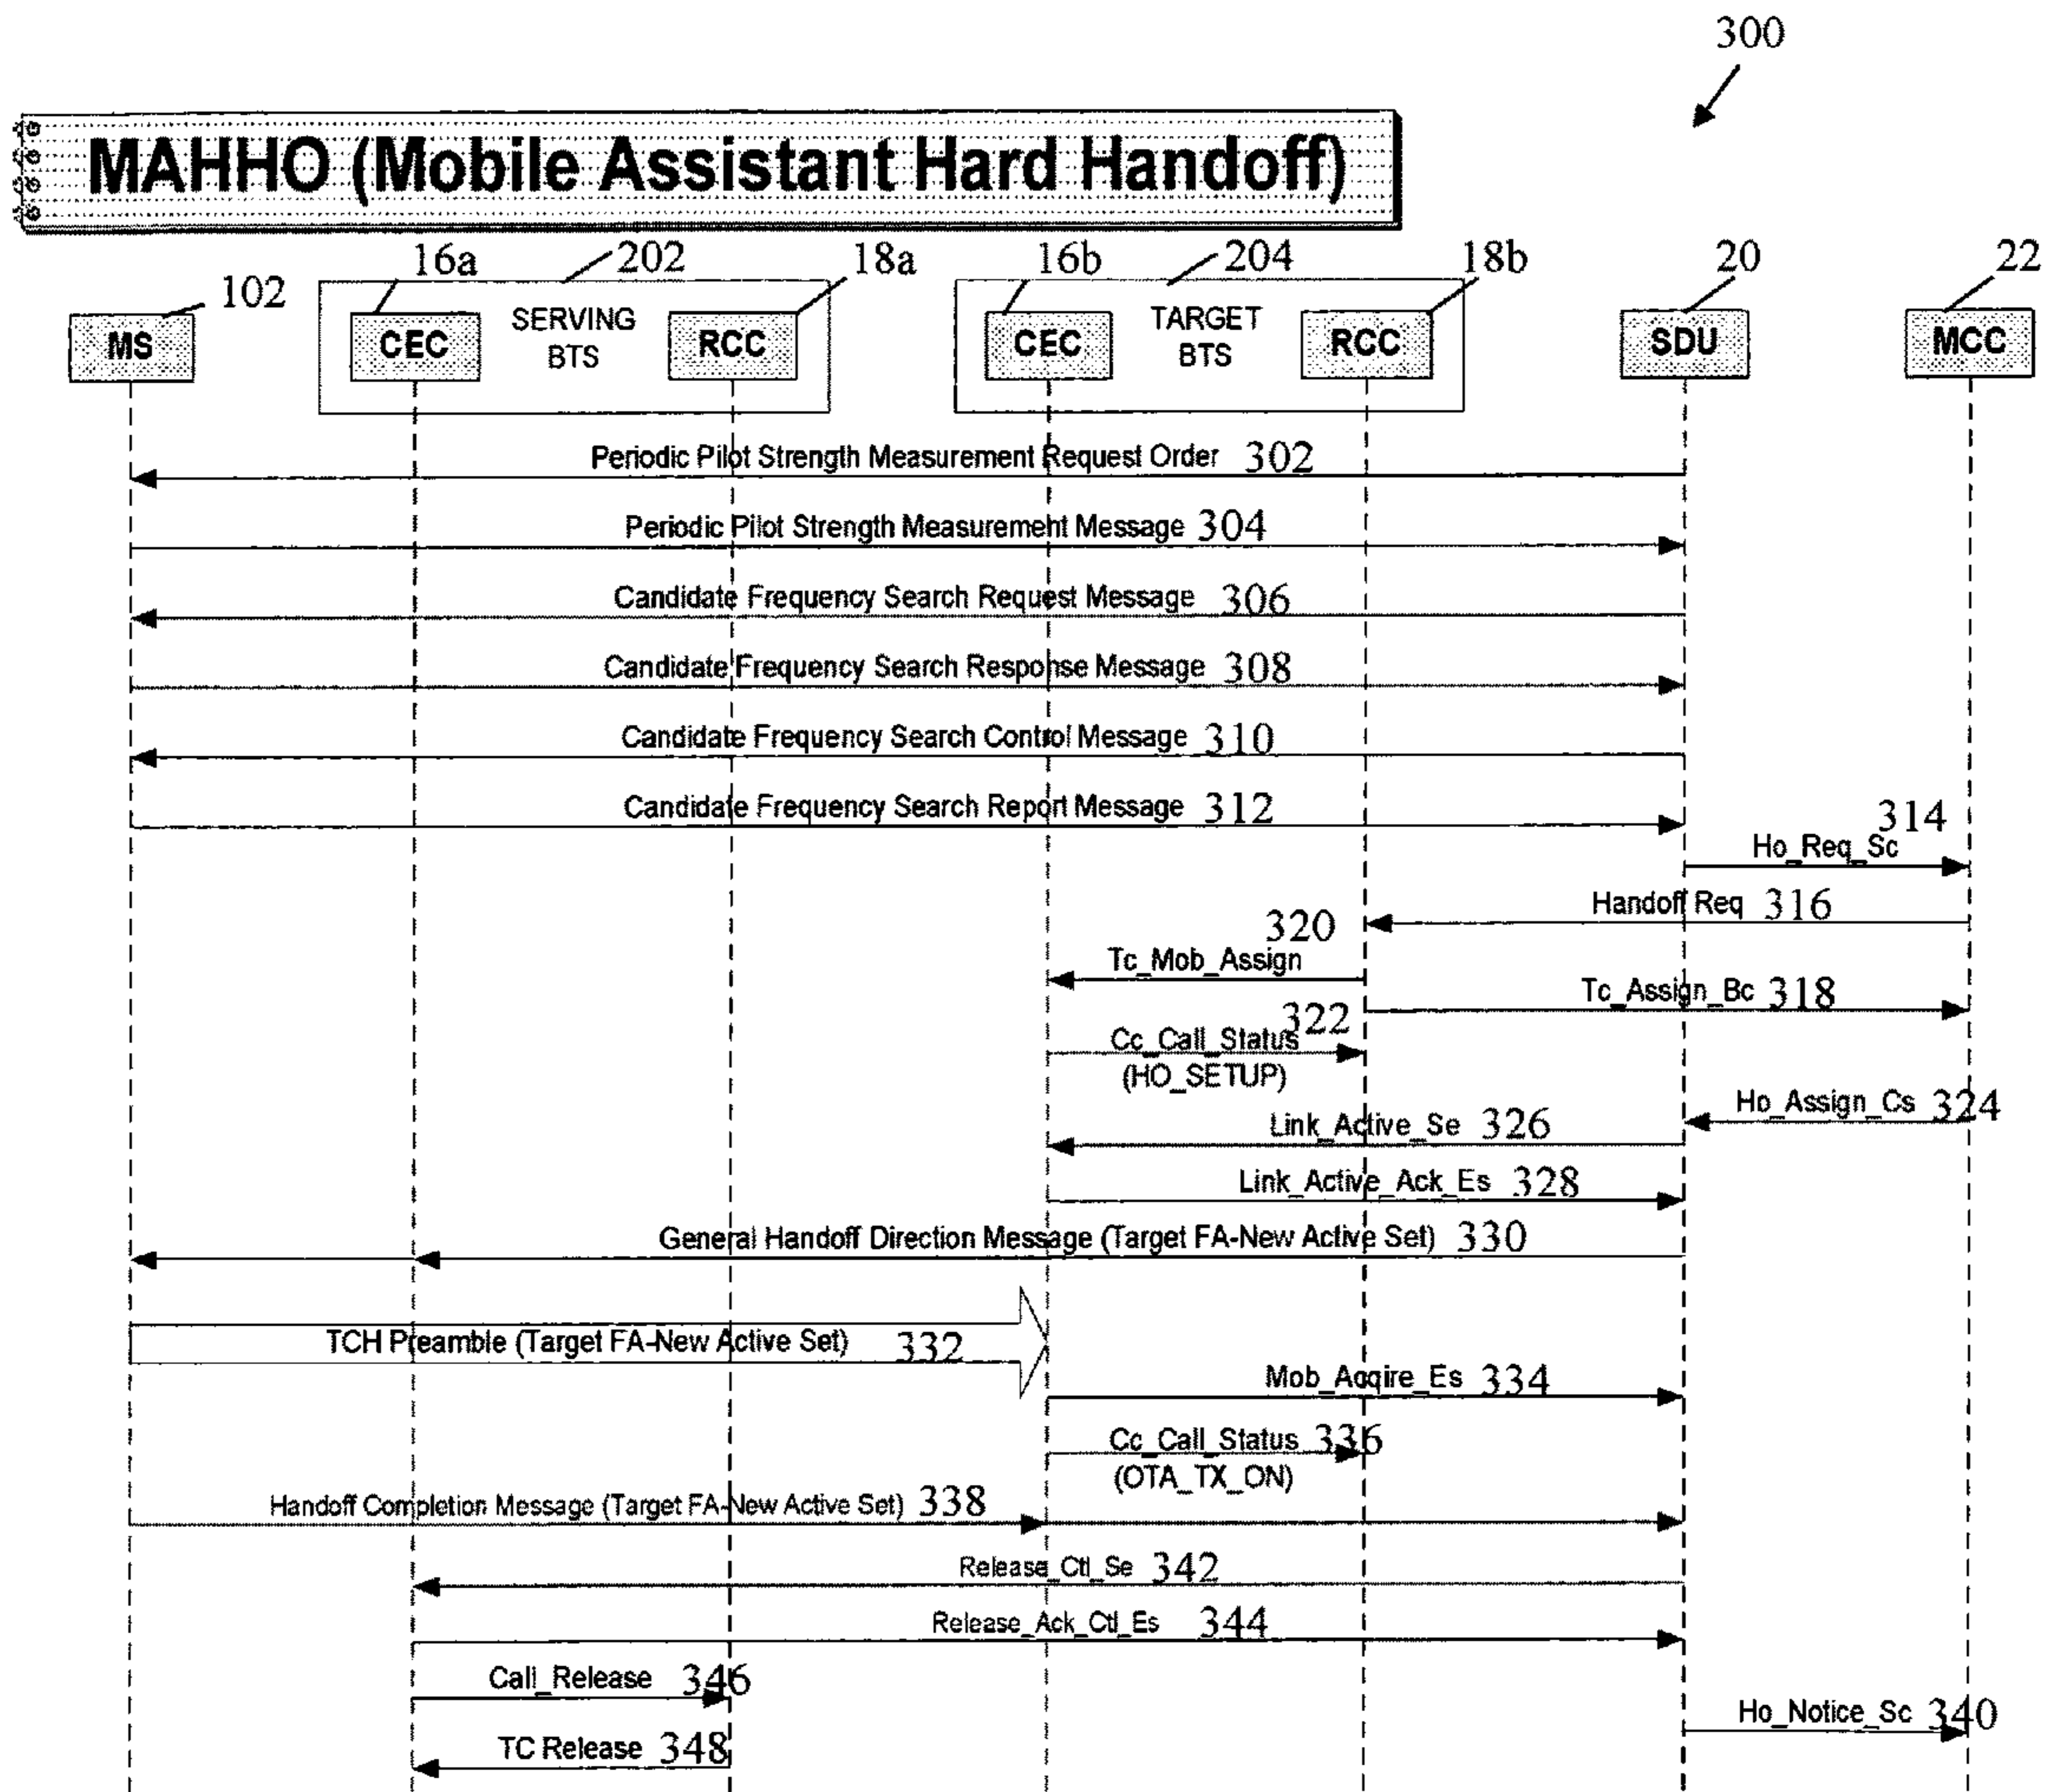 300
MAHHO (Mobile Assistant Hard Handoff)
102
16a
202
18a
16b
204
18b
20
22
MS
CEC
SERVING
BTS
RCC
CEC
TARGET
BTS
RCC
SDU
MCC
Periodic Pilot Strength Measurement Request Order 302
Periodic Pilot Strength Measurement Message 304
Candidate Frequency Search Request Message 306
Candidate Frequency Search Response Message 308
Candidate Frequency Search Control Message 310
Candidate Frequency Search Report Message 312
314
Ho_Req_Sc
Handoff Req 316
320
Tc_Mob_Assign
Tc_Assign_Bc 318
322
Cc_Call_Status
(HO_SETUP)
Ho_Assign_Cs 324
Link_Active_Se 326
Link_Active_Ack_Es 328
General Handoff Direction Message (Target FA-New Active Set) 330
TCH Preamble (Target FA-New Active Set) 332
Mob_Acqire_Es 334
Cc_Call_Status 336
(OTA_TX_ON)
Handoff Completion Message (Target FA-New Active Set) 338
Release_Ctl_Se 342
Release_Ack_Ctl_Es 344
Call_Release 346
Ho_Notice_Sc 340
TC Release 348